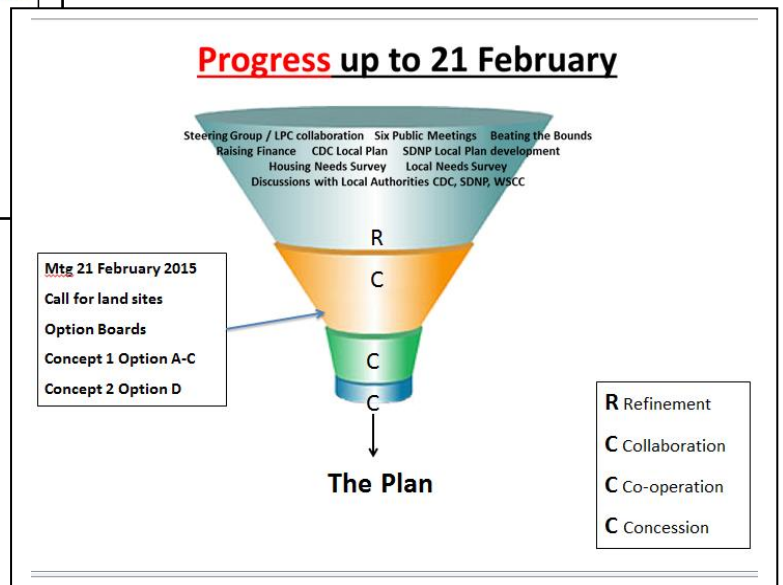 Progress up to 21 February
Steering Group / LPC collaboration Six Public Meetings Beating the Bounds
Raising Finance CDC Local Plan SDNP Local Plan development
Housing Needs Survey Local Needs Survey
Discussions with Local Authorities CDC, SDNP, WSCC
R
C
C
C
The Plan
Mtg 21 February 2015
Call for land sites
Option Boards
Concept 1 Option A-C
Concept 2 Option D
R Refinement
C Collaboration
C Co-operation
C Concession